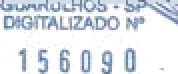 GUARULHOS - SP
DIGITALIZADO Nº
156090